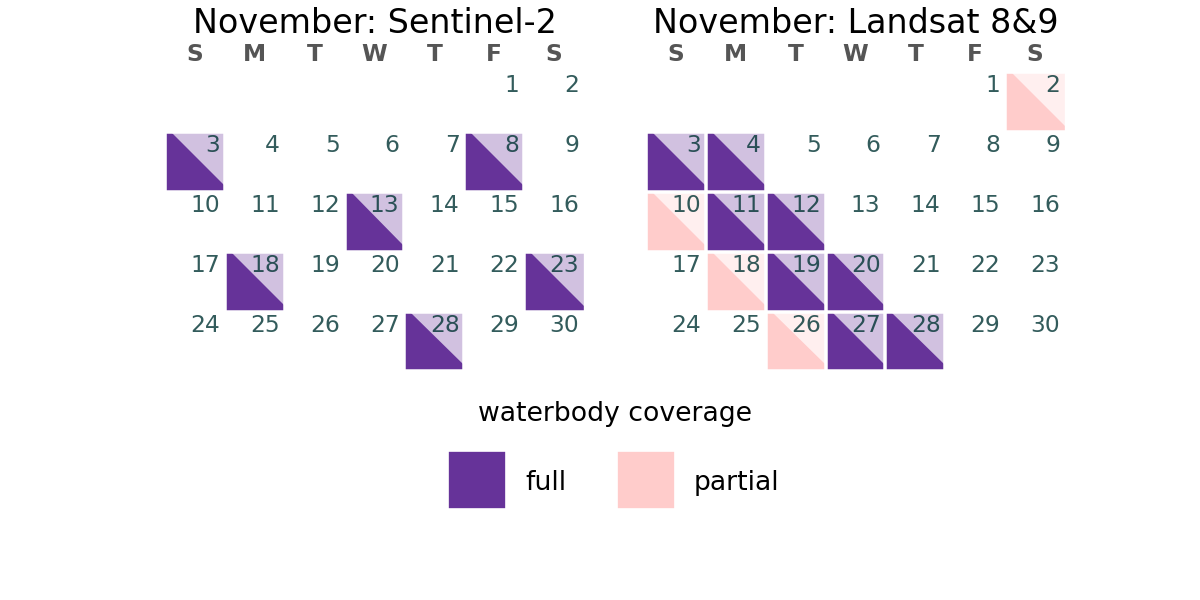 November: Sentinel-2
S M T W T F S
1 2
3 4 5 6 7 8 9
10 11 12 13 14 15 16
17 18 19 20 21 22 23
24 25 26 27 28 29 30
November: Landsat 8&9
S M T W T F S
1 2
3 4 5 6 7 8 9
10 11 12 13 14 15 16
17 18 19 20 21 22 23
24 25 26 27 28 29 30
waterbody coverage
full
partial